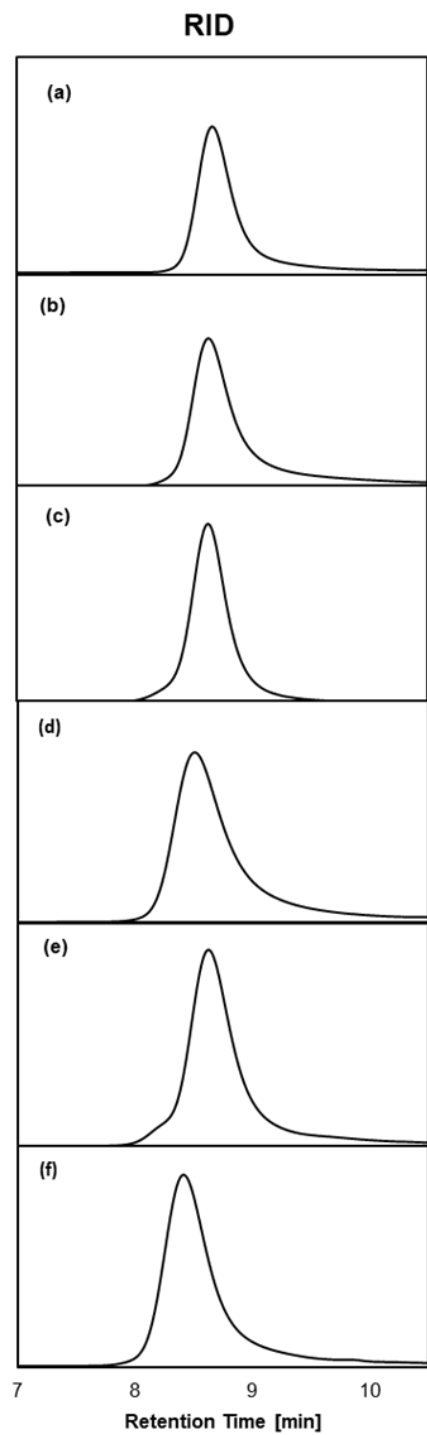 RID
(a)
(b)
(c)
(d)
(e)
(f)
7 8 9 10
Retention Time [min]